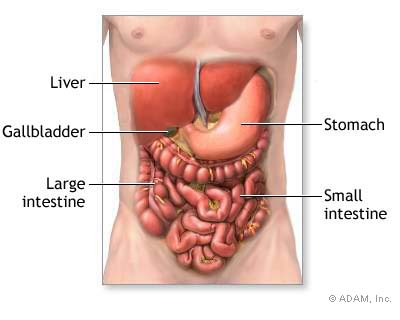 Liver
Gallbladder
Large
intestine
Stomach
Small
intestine
© ADAM, Inc.